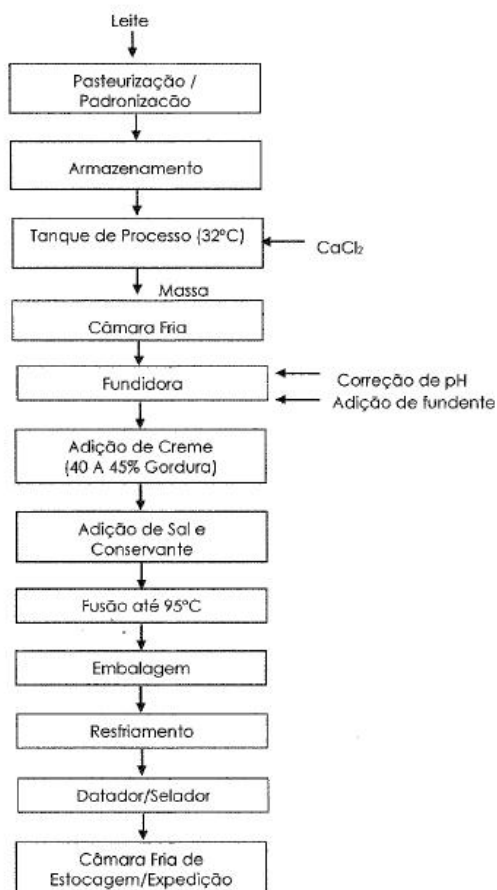 Leite
Pasteurização /
Padronizacão
Armazenamento
Tanque de Processo (32ºC)
CaCl₂
Massa
Câmara Fria
Fundidora
Correção de pH
Adição de fundente
Adição de Creme
(40 A 45% Gordura)
Adição de Sal e
Conservante
Fusão até 95ºC
Embalagem
Resfriamento
Datador/Selador
Câmara Fria de
Estocagem/Expedição